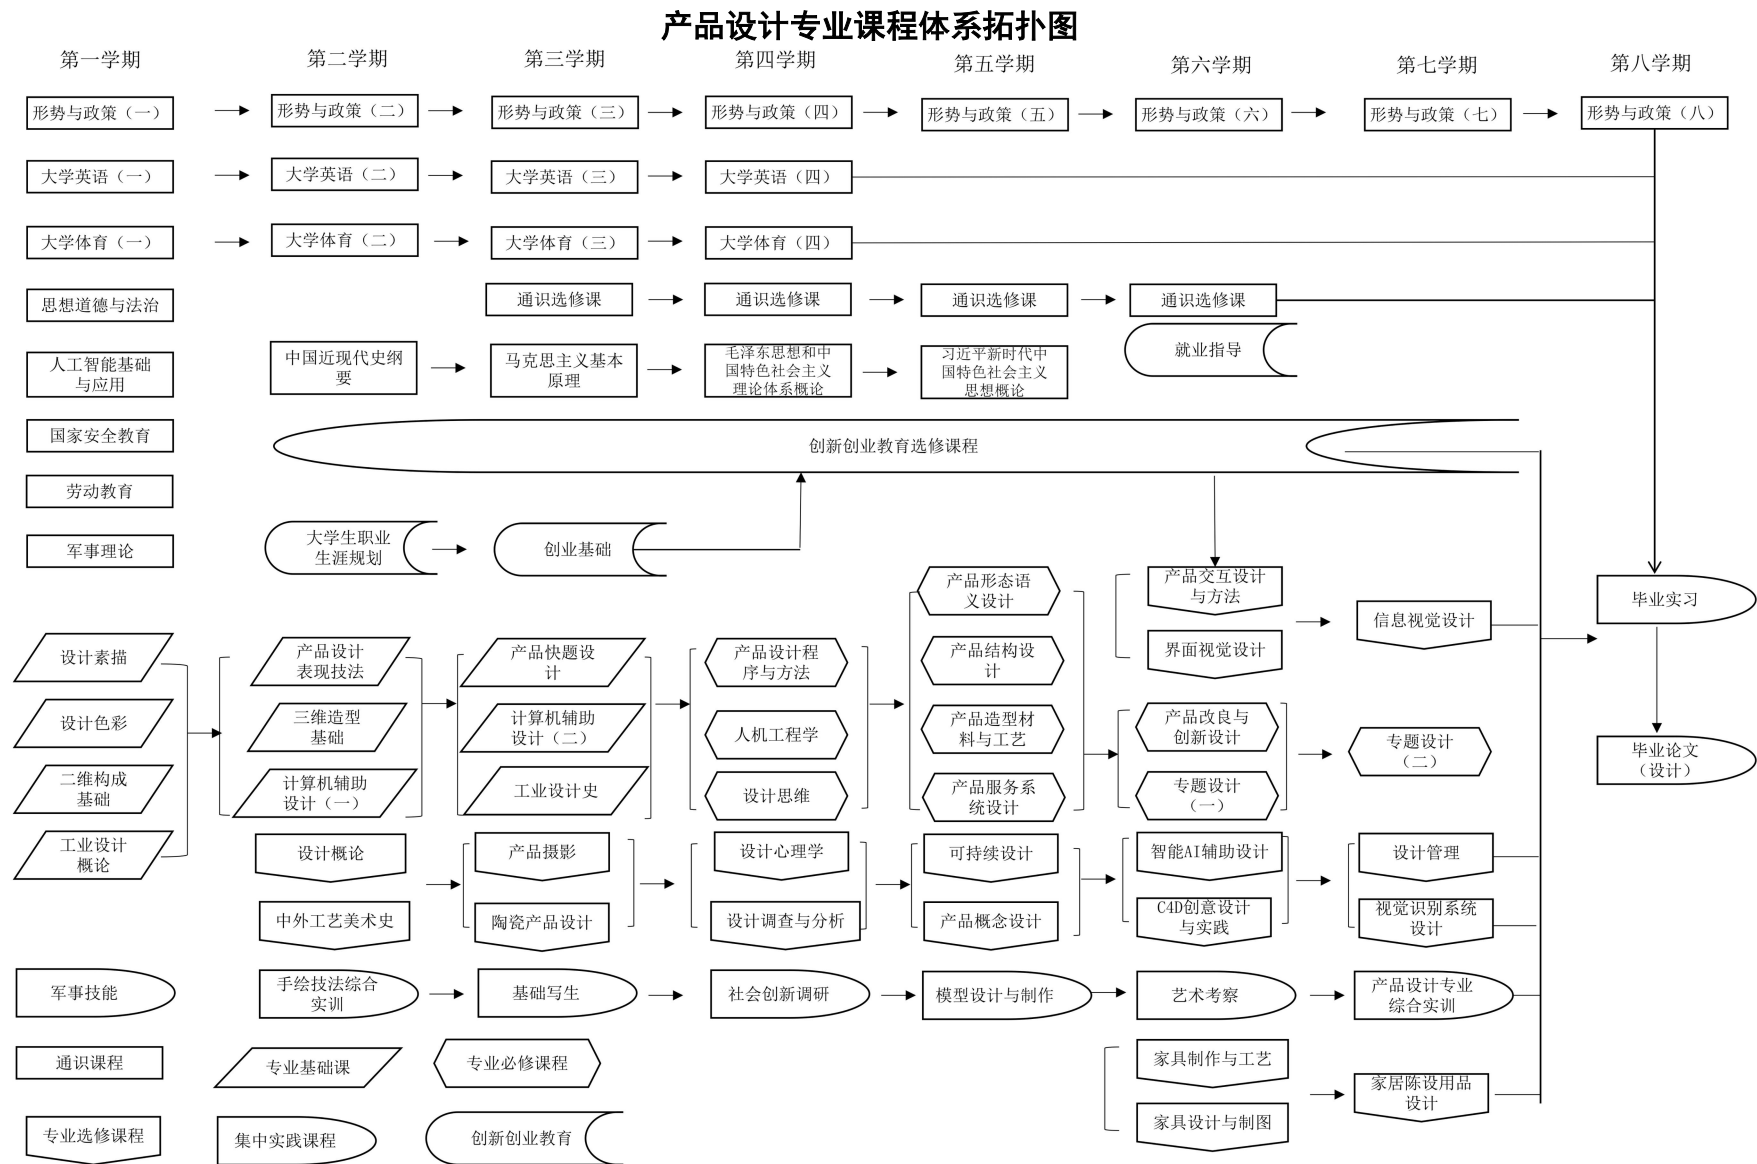 产品设计专业课程体系拓扑图
第一学期
第二学期
第三学期
第四学期
第五学期
第六学期
第七学期
第八学期
形势与政策（一）
形势与政策（二）
形势与政策（三）
形势与政策（四）
形势与政策（五）
形势与政策（六）
形势与政策（七）
形势与政策（八）
大学英语（一）
大学英语（二）
大学英语（三）
大学英语（四）
大学体育（一）
大学体育（二）
大学体育（三）
大学体育（四）
思想道德与法治
通识选修课
通识选修课
通识选修课
通识选修课
人工智能基础
与应用
中国近现代史纲
要
马克思主义基本
原理
毛泽东思想和中
国特色社会主义
理论体系概论
习近平新时代中
国特色社会主义
思想概论
就业指导
国家安全教育
创新创业教育选修课程
劳动教育
军事理论
大学生职业
生涯规划
创业基础
产品形态语
义设计
产品交互设计
与方法
信息视觉设计
毕业实习
设计素描
产品设计
表现技法
产品快题设
计
产品设计程
序与方法
产品结构设
计
界面视觉设计
设计色彩
三维造型
基础
计算机辅助
设计（二）
人机工程学
产品造型材
料与工艺
产品改良与
创新设计
专题设计
（二）
毕业论文
（设计）
二维构成
基础
计算机辅助
设计（一）
工业设计史
设计思维
产品服务系
统设计
专题设计
（一）
工业设计
概论
设计概论
产品摄影
设计心理学
可持续设计
智能AI辅助设计
设计管理
中外工艺美术史
陶瓷产品设计
设计调查与分析
产品概念设计
C4D创意设计
与实践
视觉识别系统
设计
军事技能
手绘技法综合
实训
基础写生
社会创新调研
模型设计与制作
艺术考察
产品设计专业
综合实训
通识课程
专业基础课
专业必修课程
家具制作与工艺
家居陈设用品
设计
专业选修课程
集中实践课程
创新创业教育
家具设计与制图